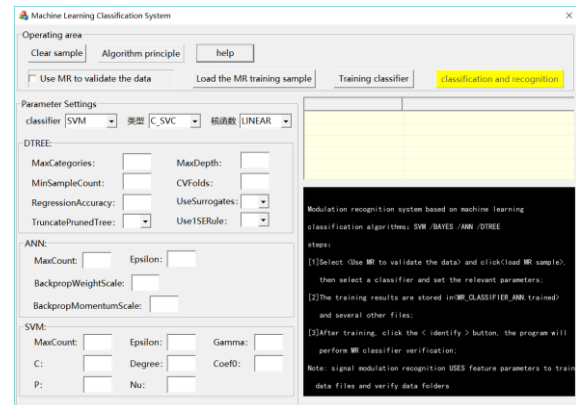 Machine Learning Classification System
Operating area
Clear sample Algorithm principle help
Use MR to validate the data Load the MR training sample Training classifier classification and recognition
Parameter Settings
classifier SVM 类型 C_SVC 核函数 LINEAR
DTREE:
MaxCategories: MaxDepth:
MinSampleCount: CVFolds:
RegressionAccuracy: UseSurrogates:
TruncatePrunedTree: Use1SERule:
ANN:
MaxCount: Epsilon:
BackpropWeightScale:
BackpropMomentumScale:
SVM:
MaxCount: Epsilon: Gamma:
C: Degree: Coef0:
P: Nu:
Modulation recognition system based on machine learning
classification algorithms: SVM /BAYES /ANN /DTREE
steps:
[1]Select <Use MR to validate the data> and click<load MR sample>,
then select a classifier and set the relevant parameters;
[2]The training results are stored in<MR_CLASSIFIER_ANN.trained>
and several other files;
[3]After training, click the < identify > button, the program will
perform MR classifier verification;
Note: signal modulation recognition USES feature parameters to train
data files and verify data folders